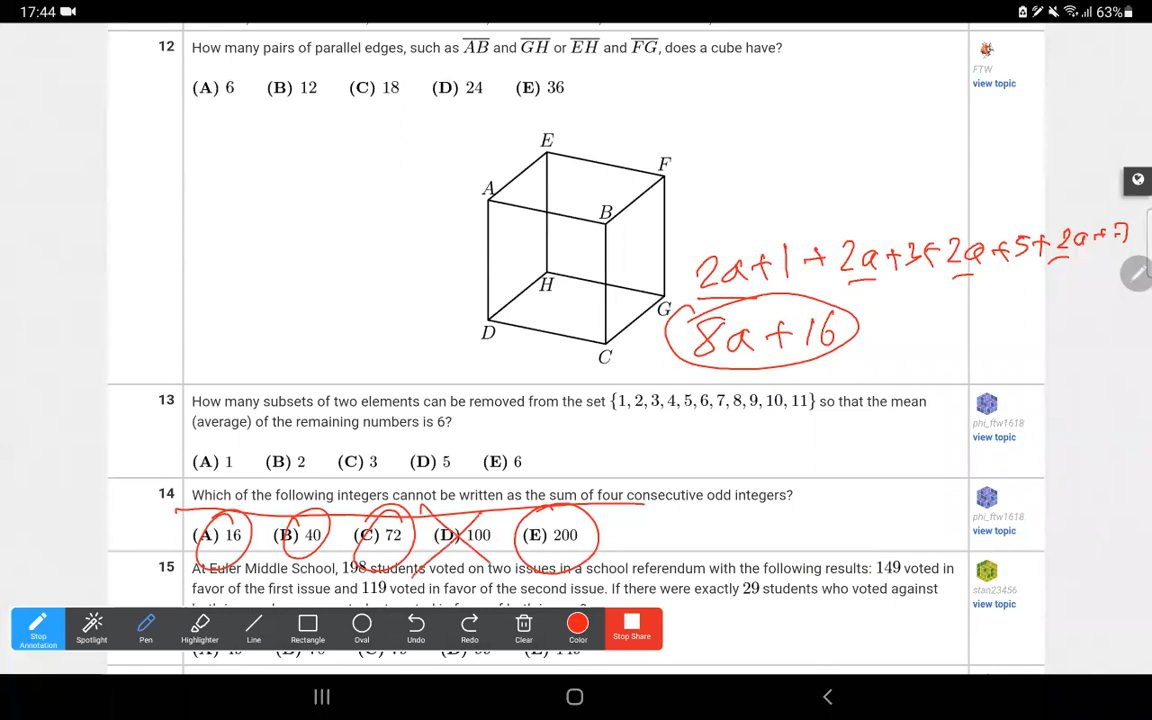 17:44
63%
12 How many pairs of parallel edges, such as AB and GH or EH and FG, does a cube have?
FTW
view topic
(A) 6 (B) 12 (C) 18 (D) 24 (E) 36
E
F
A
B
H
G
D
C
2a+1 + 2a+3+ 2a+5+ 2a+7
8a + 16
13 How many subsets of two elements can be removed from the set {1, 2, 3, 4, 5, 6, 7, 8, 9, 10, 11} so that the mean
(average) of the remaining numbers is 6?
phi_ftw1618
view topic
(A) 1 (B) 2 (C) 3 (D) 5 (E) 6
14 Which of the following integers cannot be written as the sum of four consecutive odd integers?
phi_ftw1618
view topic
(A) 16 (B) 40 (C) 72 (D) 100 (E) 200
15 At Euler Middle School, 198 students voted on two issues in a school referendum with the following results: 149 voted in
favor of the first issue and 119 voted in favor of the second issue. If there were exactly 29 students who voted against
stan23456
view topic
Stop Annotation
Spotlight
Pen
Highlighter
Line
Rectangle
Oval
Undo
Redo
Clear
Color
Stop Share